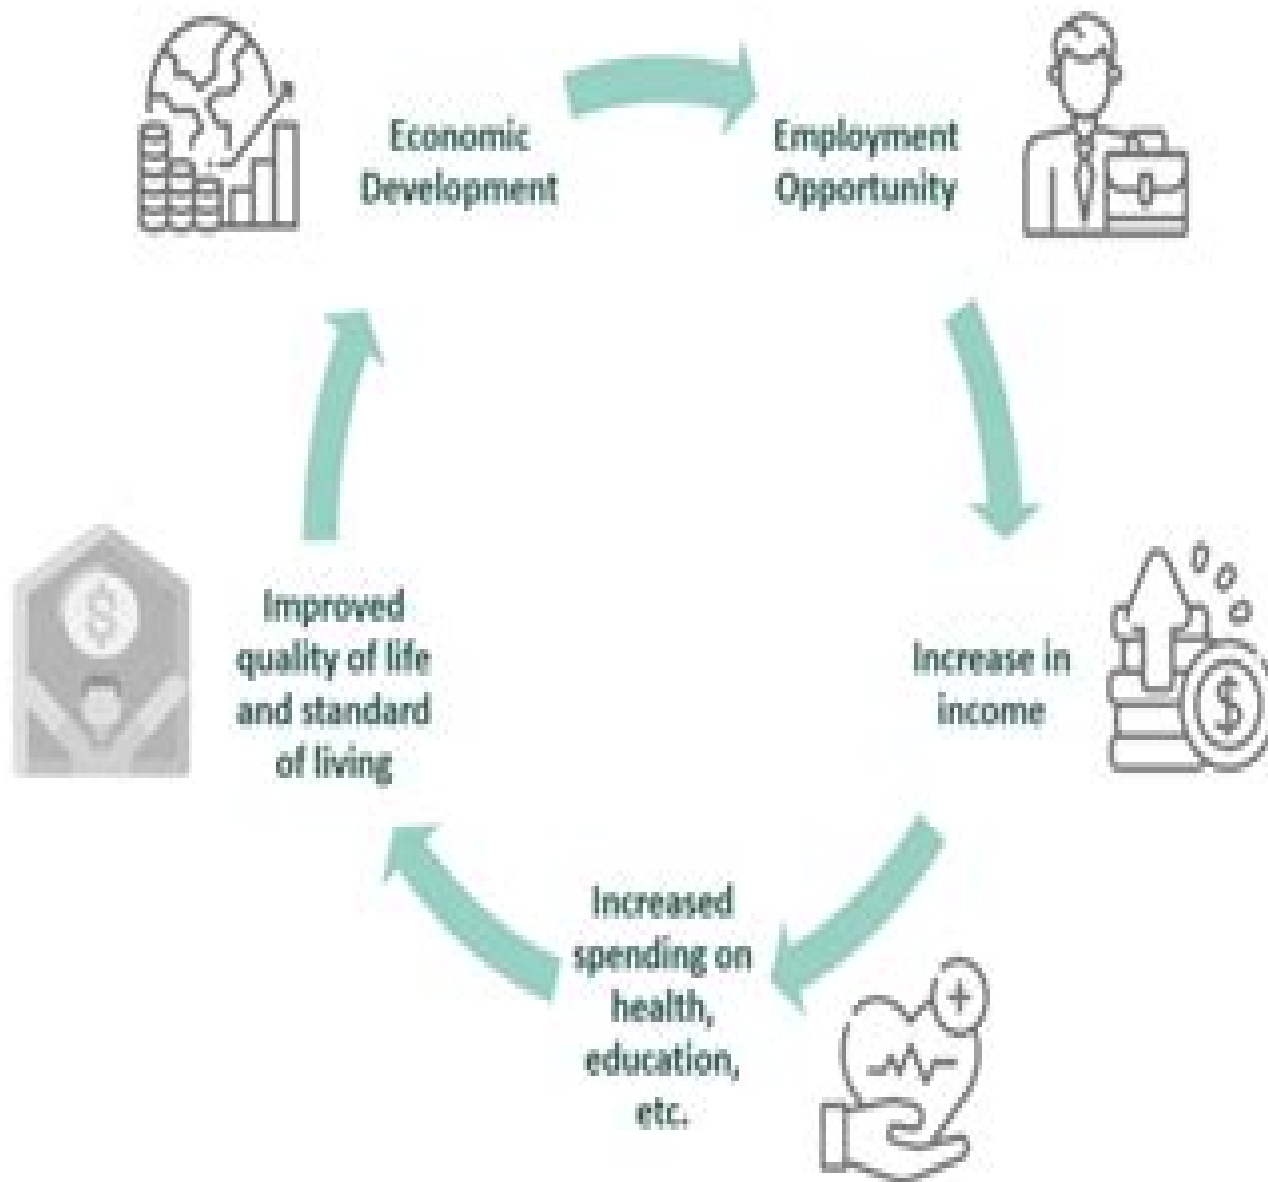 Economic
Development
Employment
Opportunity
Increase in
income
$
Increased
spending on
health,
education,
etc.
Improved
quality of life
and standard
of living
$